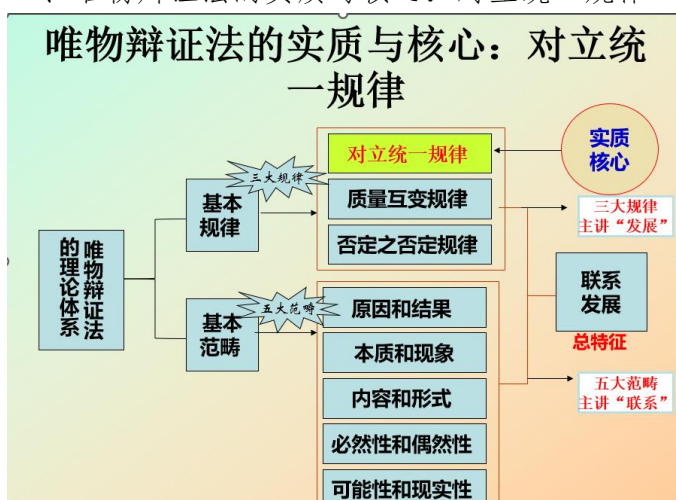 唯物辩证法的实质与核心：对立统
一规律
实质
核心
对立统一规律
三大规律
质量互变规律
基本
规律
三大规律
主讲“发展”
否定之否定规律
唯物辩证法
的理论体系
联系
发展
总特征
五大范畴
原因和结果
基本
范畴
本质和现象
五大范畴
主讲“联系”
内容和形式
必然性和偶然性
可能性和现实性